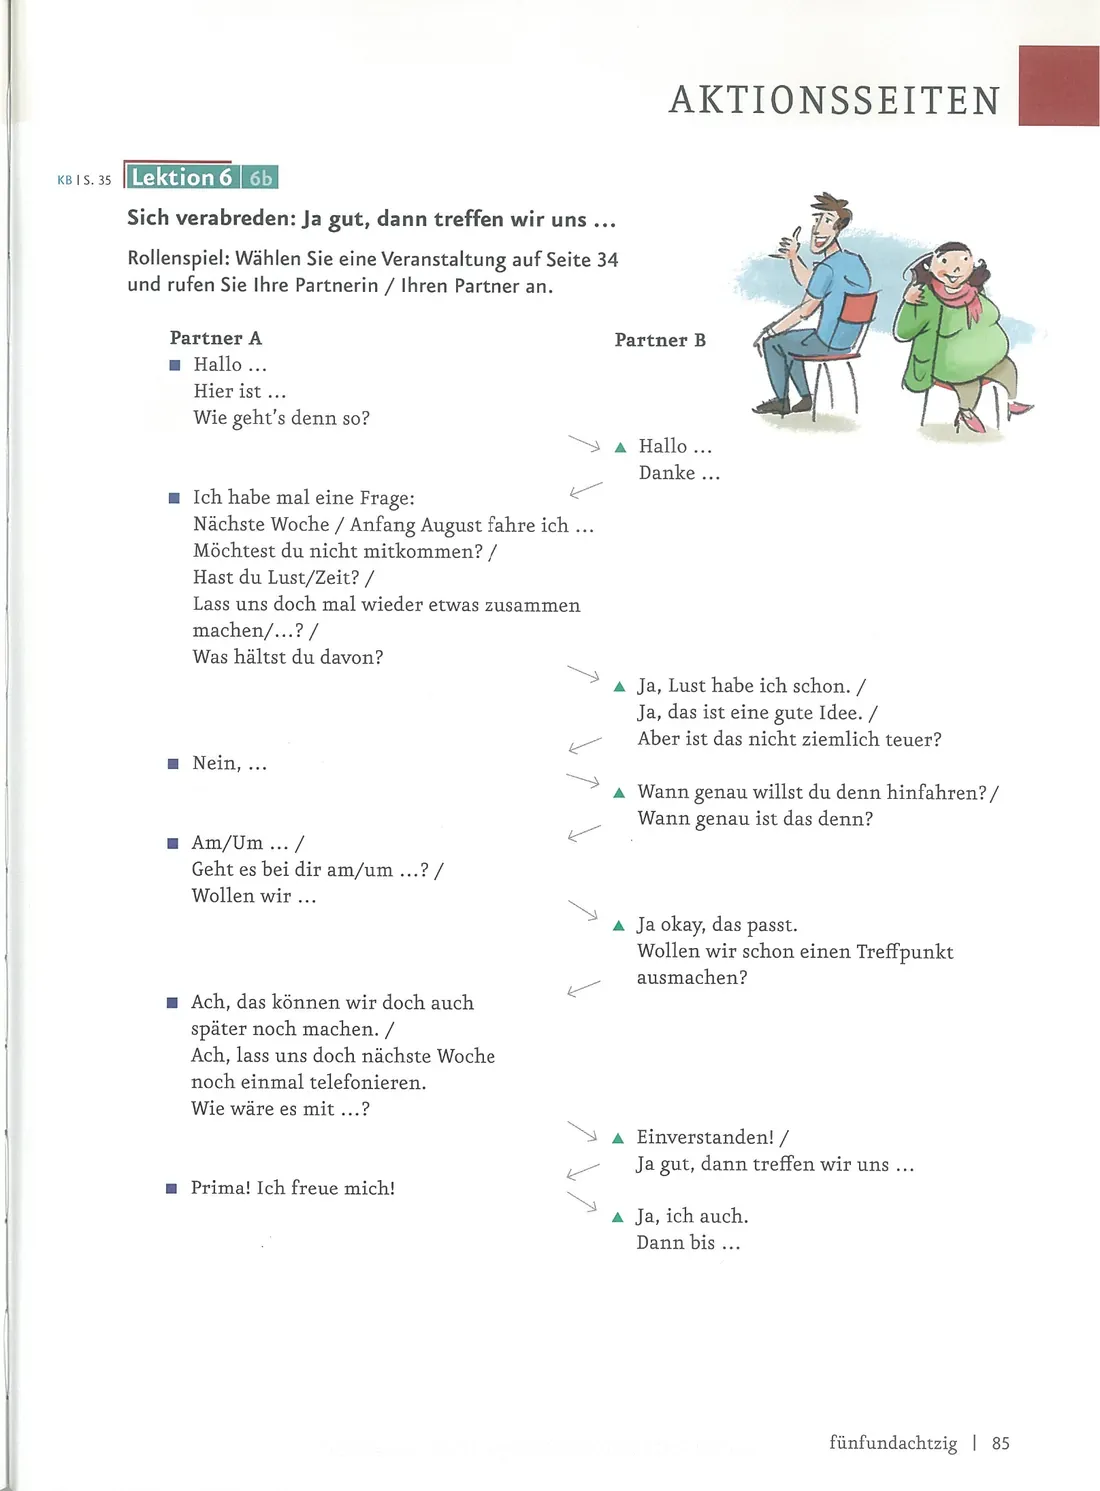 AKTIONSSEITEN
KB | S. 35 Lektion 6 | 6b
Sich verabreden: Ja gut, dann treffen wir uns ...
Rollenspiel: Wählen Sie eine Veranstaltung auf Seite 34
und rufen Sie Ihre Partnerin / Ihren Partner an.
Partner A
Partner B
Hallo ...
Hier ist ...
Wie geht's denn so?
Hallo ...
Danke ...
Ich habe mal eine Frage:
Nächste Woche / Anfang August fahre ich ...
Möchtest du nicht mitkommen? /
Hast du Lust/Zeit? /
Lass uns doch mal wieder etwas zusammen
machen/...? /
Was hältst du davon?
Ja, Lust habe ich schon. /
Ja, das ist eine gute Idee. /
Aber ist das nicht ziemlich teuer?
Nein, ...
Wann genau willst du denn hinfahren? /
Wann genau ist das denn?
Am/Um ... /
Geht es bei dir am/um ...? /
Wollen wir ...
Ja okay, das passt.
Wollen wir schon einen Treffpunkt
ausmachen?
Ach, das können wir doch auch
später noch machen. /
Ach, lass uns doch nächste Woche
noch einmal telefonieren.
Wie wäre es mit ...?
Einverstanden! /
Ja gut, dann treffen wir uns ...
Prima! Ich freue mich!
Ja, ich auch.
Dann bis ...
fünfundachtzig | 85